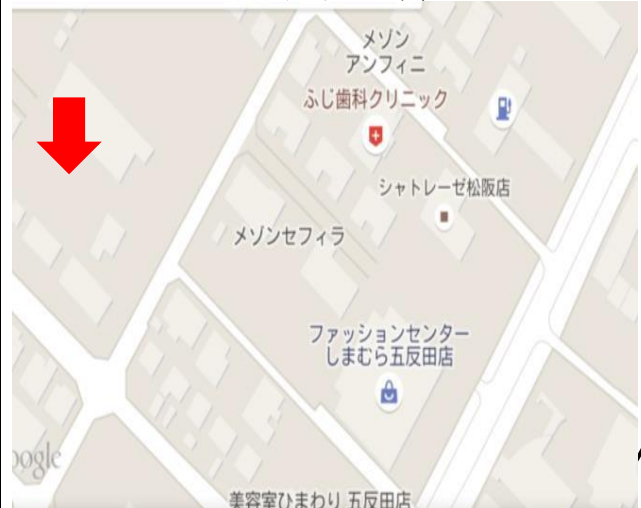 メゾン
アンフィニ
ふじ歯科クリニック
シャトレーゼ松阪店
メゾンセフィラ
ファッションセンター
しまむら五反田店
oogle
美容室ひまわり 五反田店